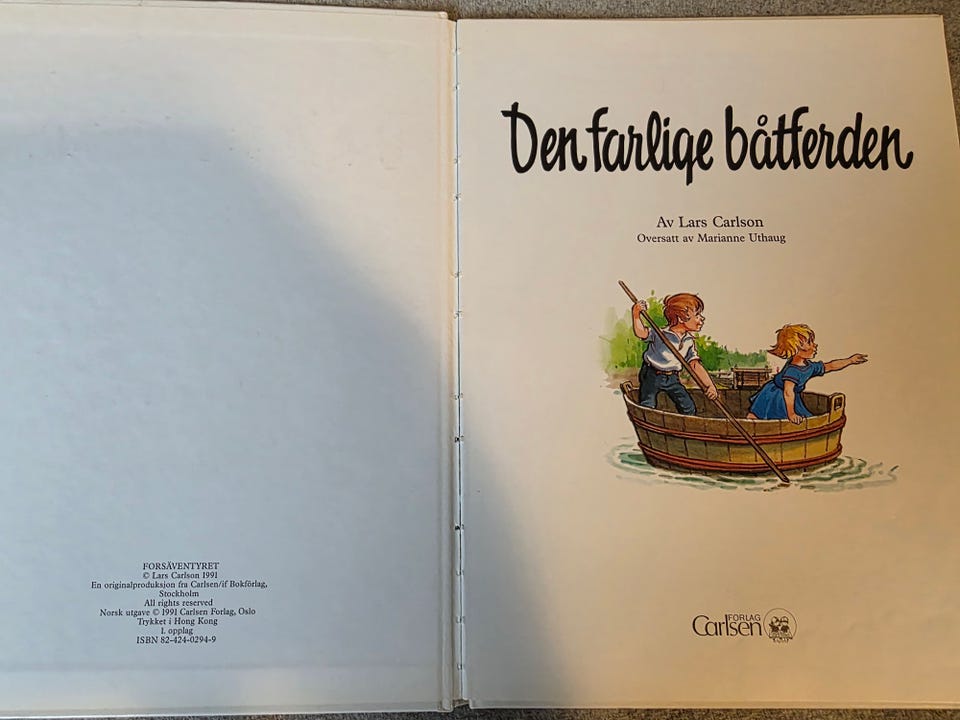 FORSÄVENTYRET
© Lars Carlson 1991
En originalproduksjon fra Carlsen/if Bokförlag,
Stockholm
All rights reserved
Norsk utgave © 1991 Carlsen Forlag, Oslo
Trykket i Hong Kong
1. opplag
ISBN 82-424-0294-9
Den farlige båtferden
Av Lars Carlson
Oversatt av Marianne Uthaug
FORLAG
Carlsen